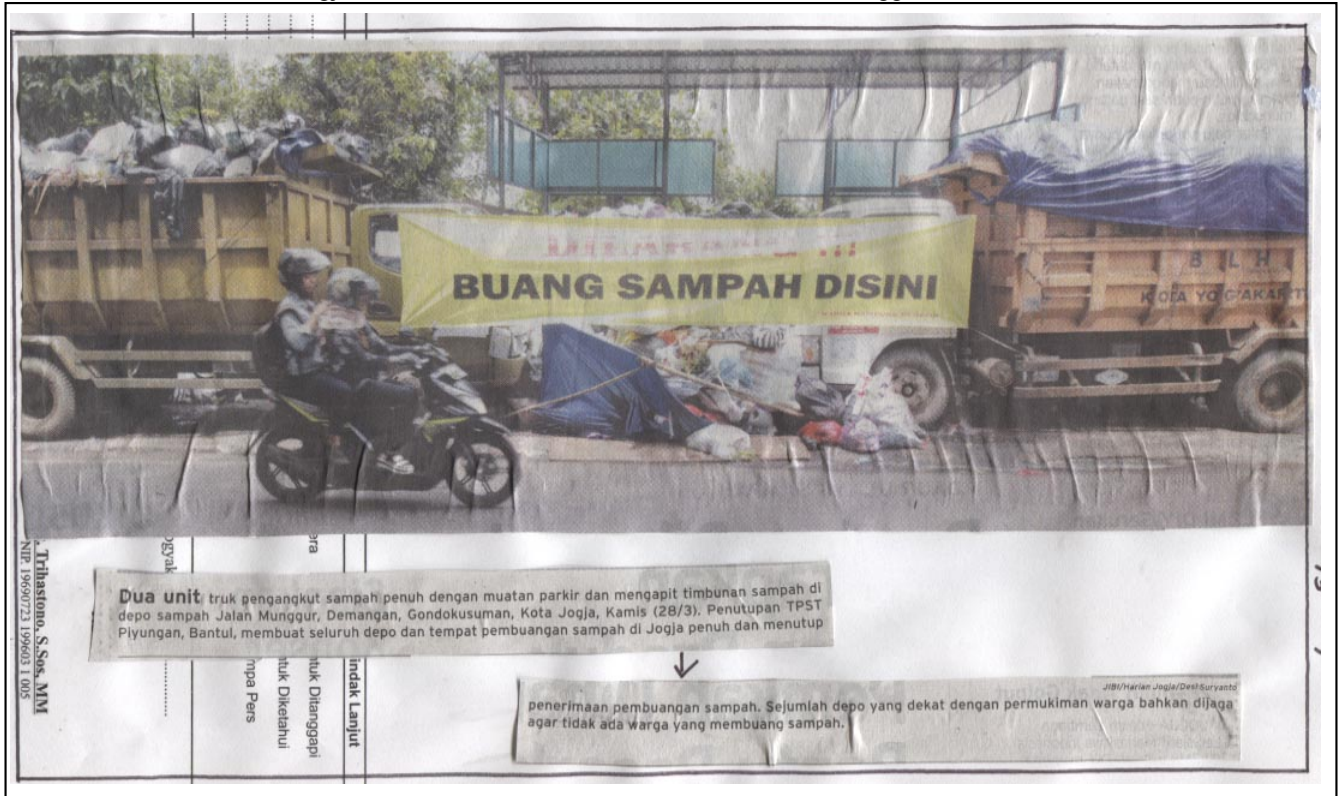 BUANG SAMPAH DISINI
B L H
KOTA YOGYAKART
Dua unit truk pengangkut sampah penuh dengan muatan parkir dan mengapit timbunan sampah di
depo sampah Jalan Munggur, Demangan, Gondokusuman, Kota Jogja, Kamis (28/3). Penutupan TPST
Piyungan, Bantul, membuat seluruh depo dan tempat pembuangan sampah di Jogja penuh dan menutup
JIBI/Harian Jogja/Desi Suryanto
penerimaan pembuangan sampah. Sejumlah depo yang dekat dengan permukiman warga bahkan dijaga
agar tidak ada warga yang membuang sampah.
indak Lanjut
tuk Ditanggapi
tuk Diketahui
mpa Pers
era
ogyak
. Trihastono, S.Sos, MM
NIP. 19690723 199603 1 005